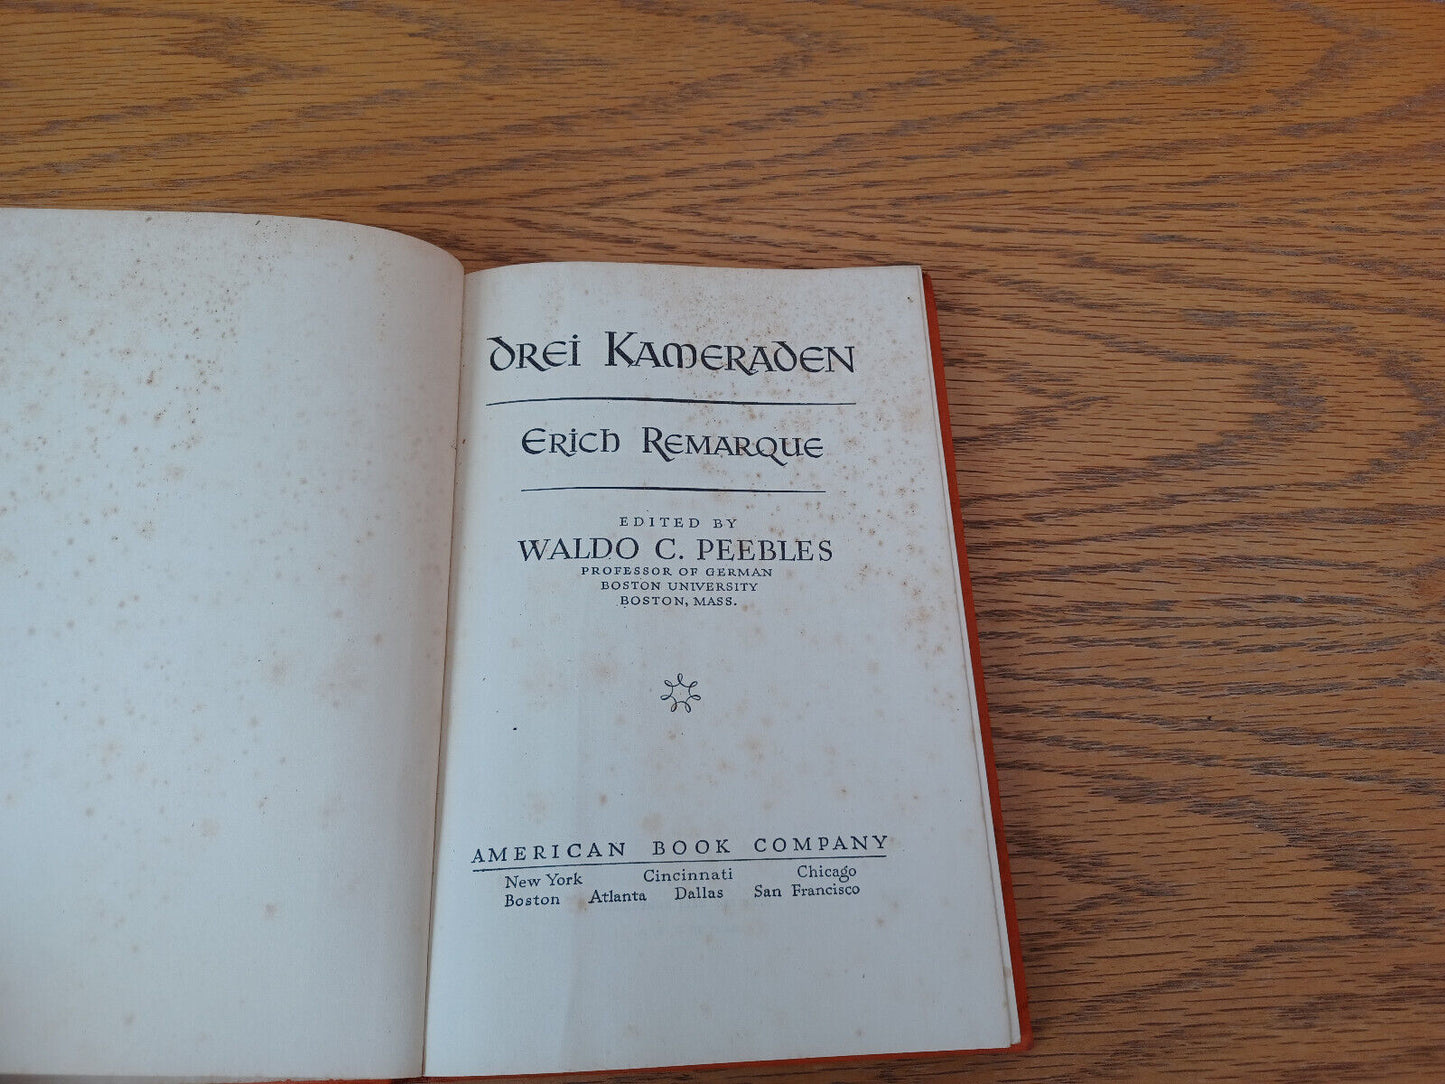 Drei Kameraden
Erich Remarque
EDITED BY
WALDO C. PEEBLES
PROFESSOR OF GERMAN
BOSTON UNIVERSITY
BOSTON, MASS.
AMERICAN BOOK COMPANY
New York Cincinnati Chicago
Boston Atlanta Dallas San Francisco